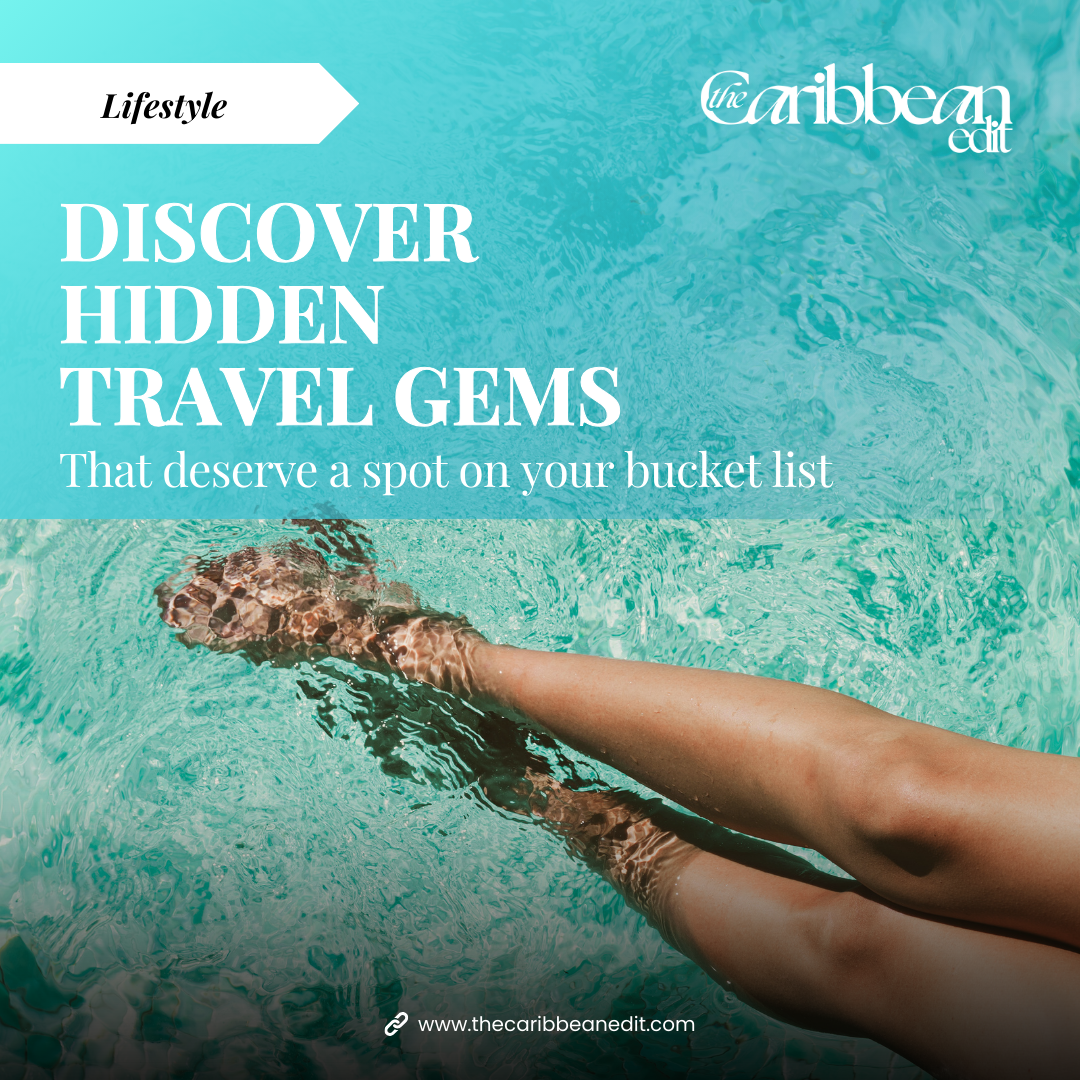 Lifestyle
the Caribbean
edit
DISCOVER
HIDDEN
TRAVEL GEMS
That deserve a spot on your bucket list
www.thecaribbeanedit.com